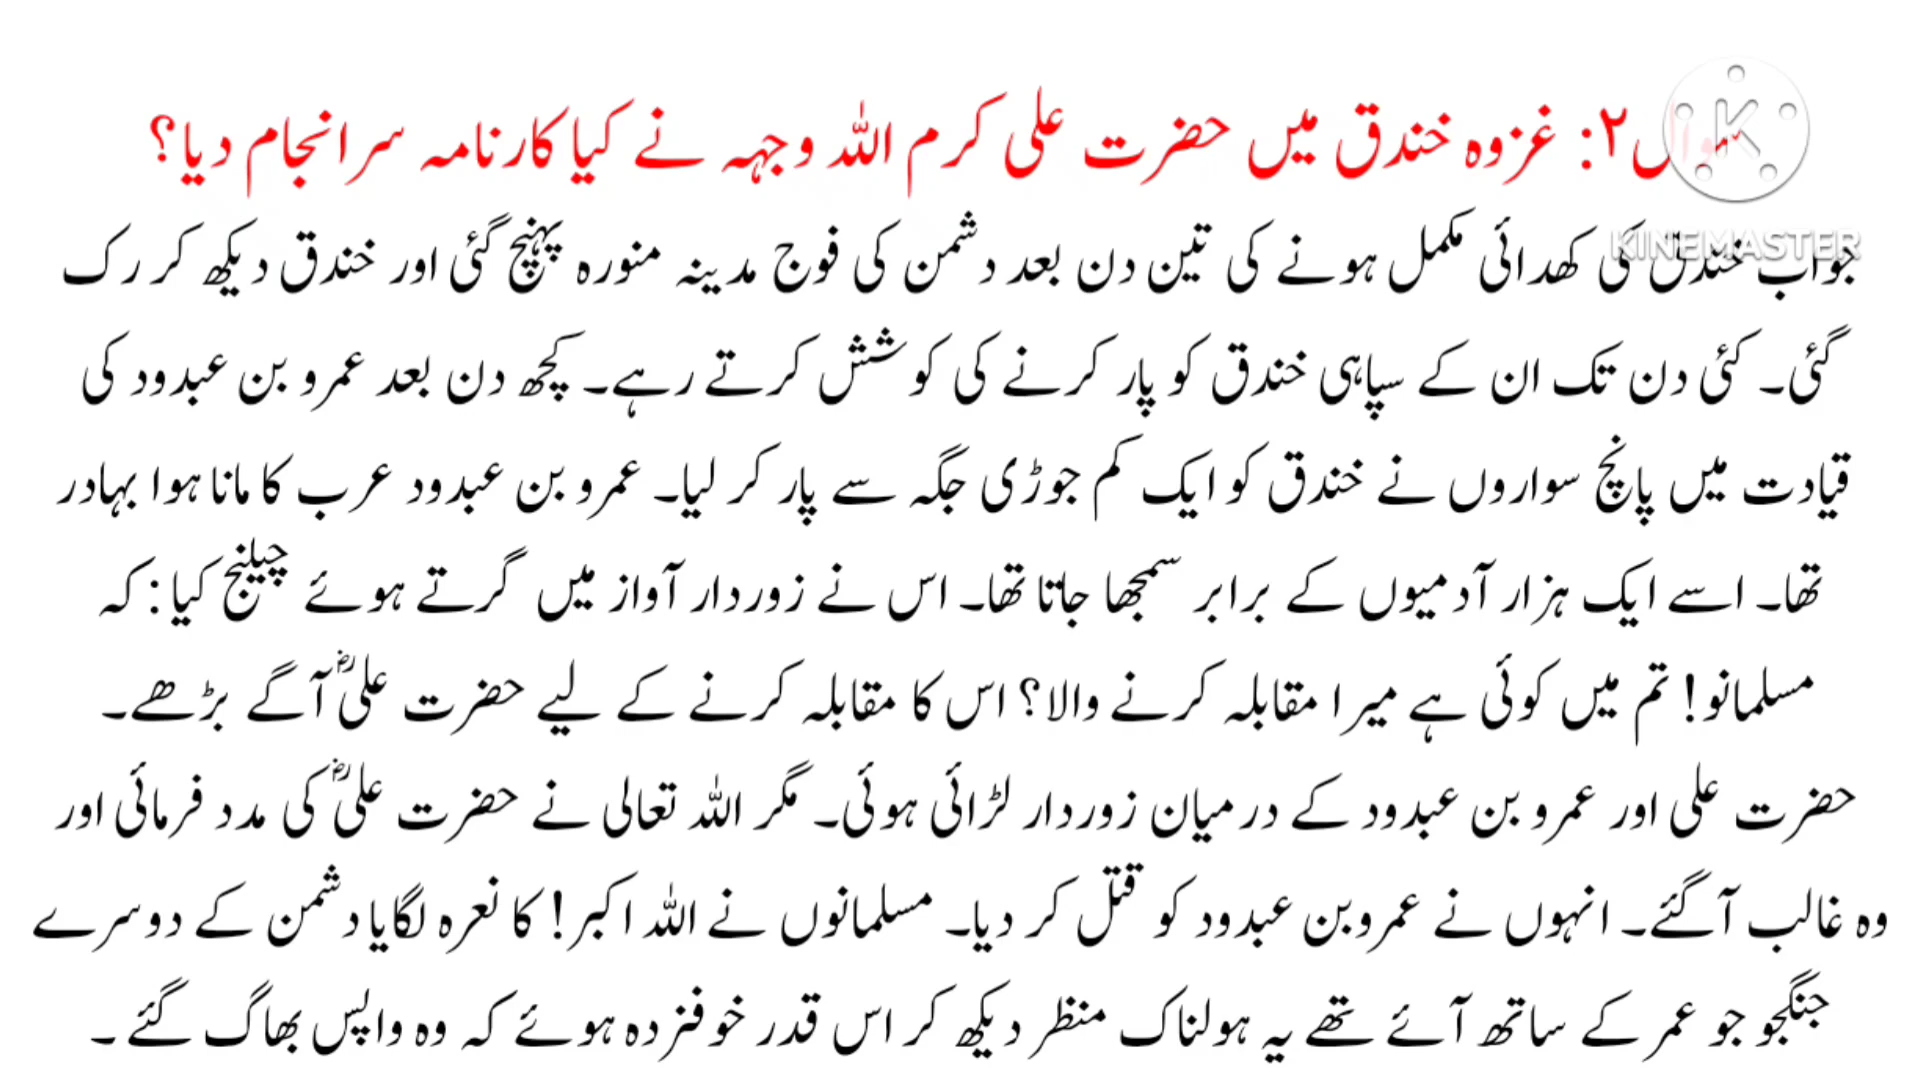 سوال۲: غزوہ خندق میں حضرت علی کرم اللہ وجہہ نے کیا کارنامہ سرانجام دیا؟
KINEMASTER
جواب خندق کی کھدائی مکمل ہونے کی تین دن بعد دشمن کی فوج مدینہ منورہ پہنچ گئی اور خندق دیکھ کر رک
گئی۔ کئی دن تک ان کے سپاہی خندق کو پار کرنے کی کوشش کرتے رہے۔ کچھ دن بعد عمرو بن عبدود کی
قیادت میں پانچ سواروں نے خندق کو ایک کم جوڑی جگہ سے پار کر لیا۔ عمرو بن عبدود عرب کا مانا ہوا بہادر
تھا۔ اسے ایک ہزار آدمیوں کے برابر سمجھا جاتا تھا۔ اس نے زوردار آواز میں گرتے ہوئے چیلنج کیا: کہ
مسلمانو! تم میں کوئی ہے میرا مقابلہ کرنے والا؟ اس کا مقابلہ کرنے کے لیے حضرت علیؓ آگے بڑھے۔
حضرت علی اور عمرو بن عبدود کے درمیان زوردار لڑائی ہوئی۔ مگر اللہ تعالی نے حضرت علیؓ کی مدد فرمائی اور
وہ غالب آگئے۔ انہوں نے عمروبن عبدود کو قتل کر دیا۔ مسلمانوں نے اللہ اکبر! کا نعرہ لگایا دشمن کے دوسرے
جنگجو جو عمر کے ساتھ آئے تھے یہ ہولناک منظر دیکھ کر اس قدر خوفزدہ ہوئے کہ وہ واپس بھاگ گئے۔